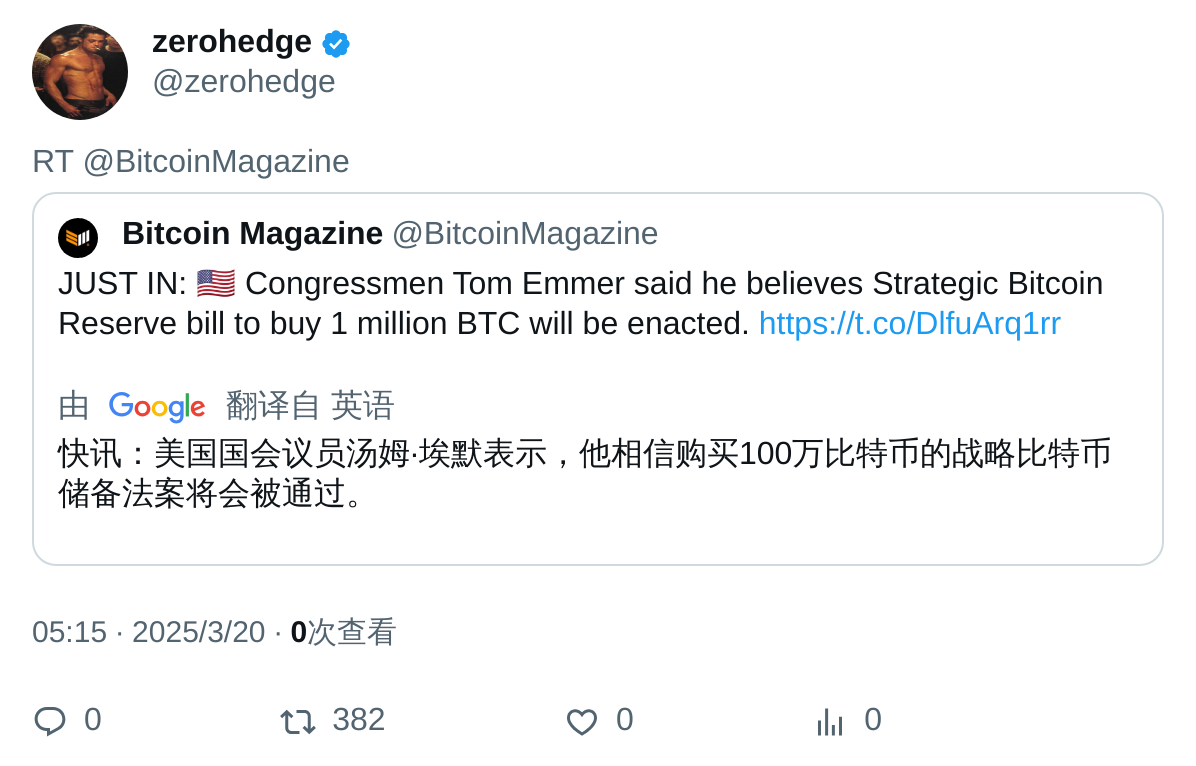 zerohedge
@zerohedge
RT @BitcoinMagazine
Bitcoin Magazine @BitcoinMagazine
JUST IN: 🇺🇸 Congressmen Tom Emmer said he believes Strategic Bitcoin
Reserve bill to buy 1 million BTC will be enacted. https://t.co/DlfuArq1rr
由 Google 翻译自 英语
快讯：美国国会议员汤姆·埃默表示，他相信购买100万比特币的战略比特币
储备法案将会被通过。
05:15 · 2025/3/20 · 0次查看
0 382 0 0